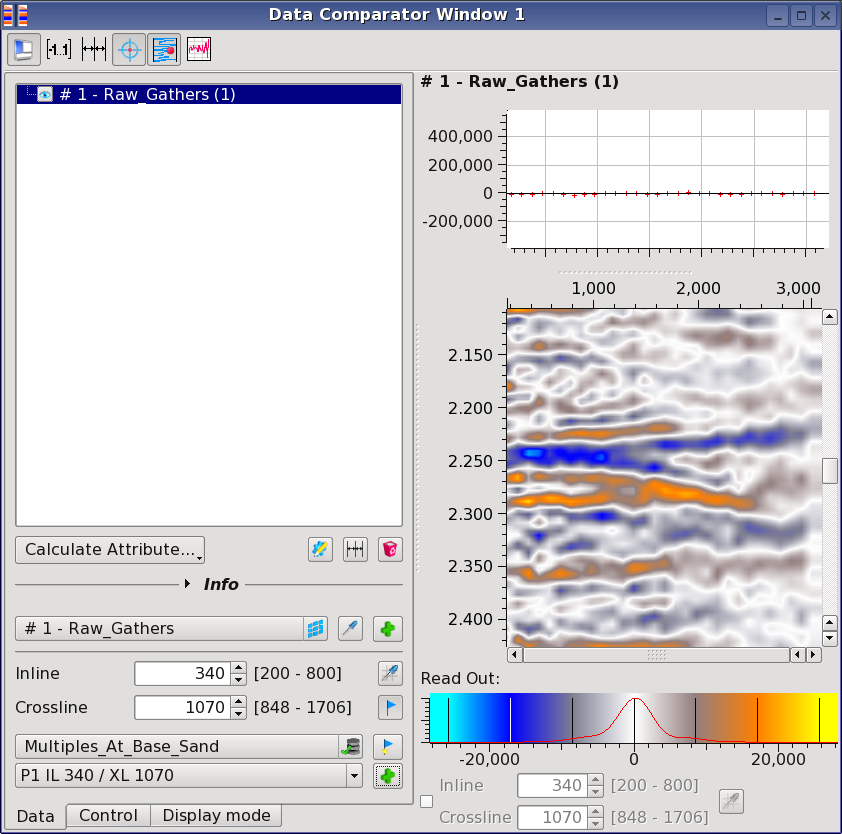 Data Comparator Window 1
[-1.1]
# 1 - Raw_Gathers (1)
Calculate Attribute...
Info
# 1 - Raw_Gathers
Inline 340 [200 - 800]
Crossline 1070 [848 - 1706]
Multiples_At_Base_Sand
P1 IL 340 / XL 1070
Data Control Display mode
# 1 - Raw_Gathers (1)
400,000
200,000
0
-200,000
1,000 2,000 3,000
2.150
2.200
2.250
2.300
2.350
2.400
Read Out:
-20,000 0 20,000
Inline 340 [200 - 800]
Crossline 1070 [848 - 1706]